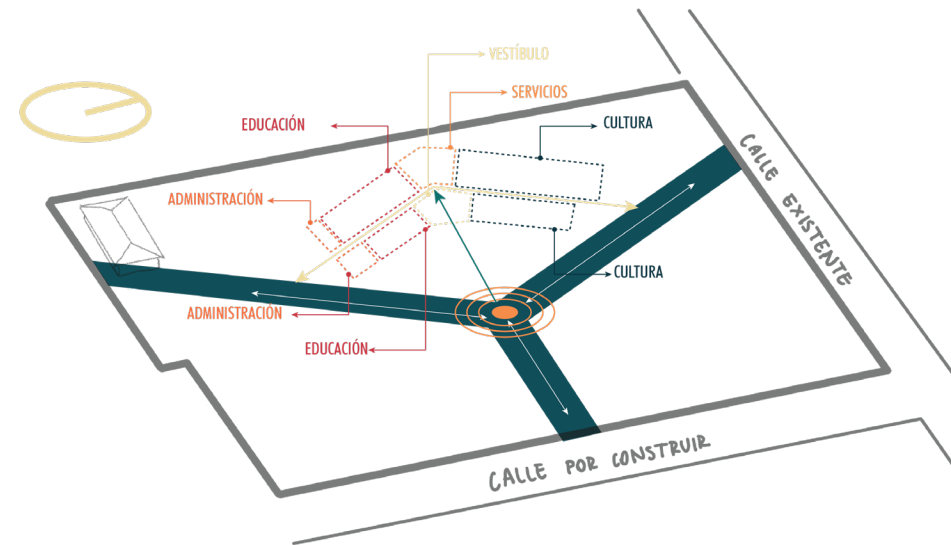 VESTÍBULO
SERVICIOS
EDUCACIÓN
CULTURA
ADMINISTRACIÓN
CALLE EXISTENTE
CULTURA
ADMINISTRACIÓN
EDUCACIÓN
CALLE POR CONSTRUIR